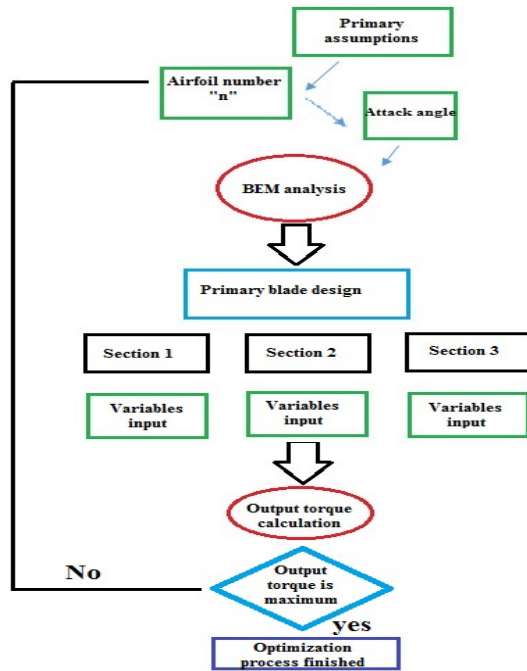 Primary
assumptions
Airfoil number
"n"
Attack angle
BEM analysis
Primary blade design
Section 1
Section 2
Section 3
Variables
input
Variables
input
Variables
input
Output torque
calculation
Output
torque is
maximum
No
yes
Optimization
process finished